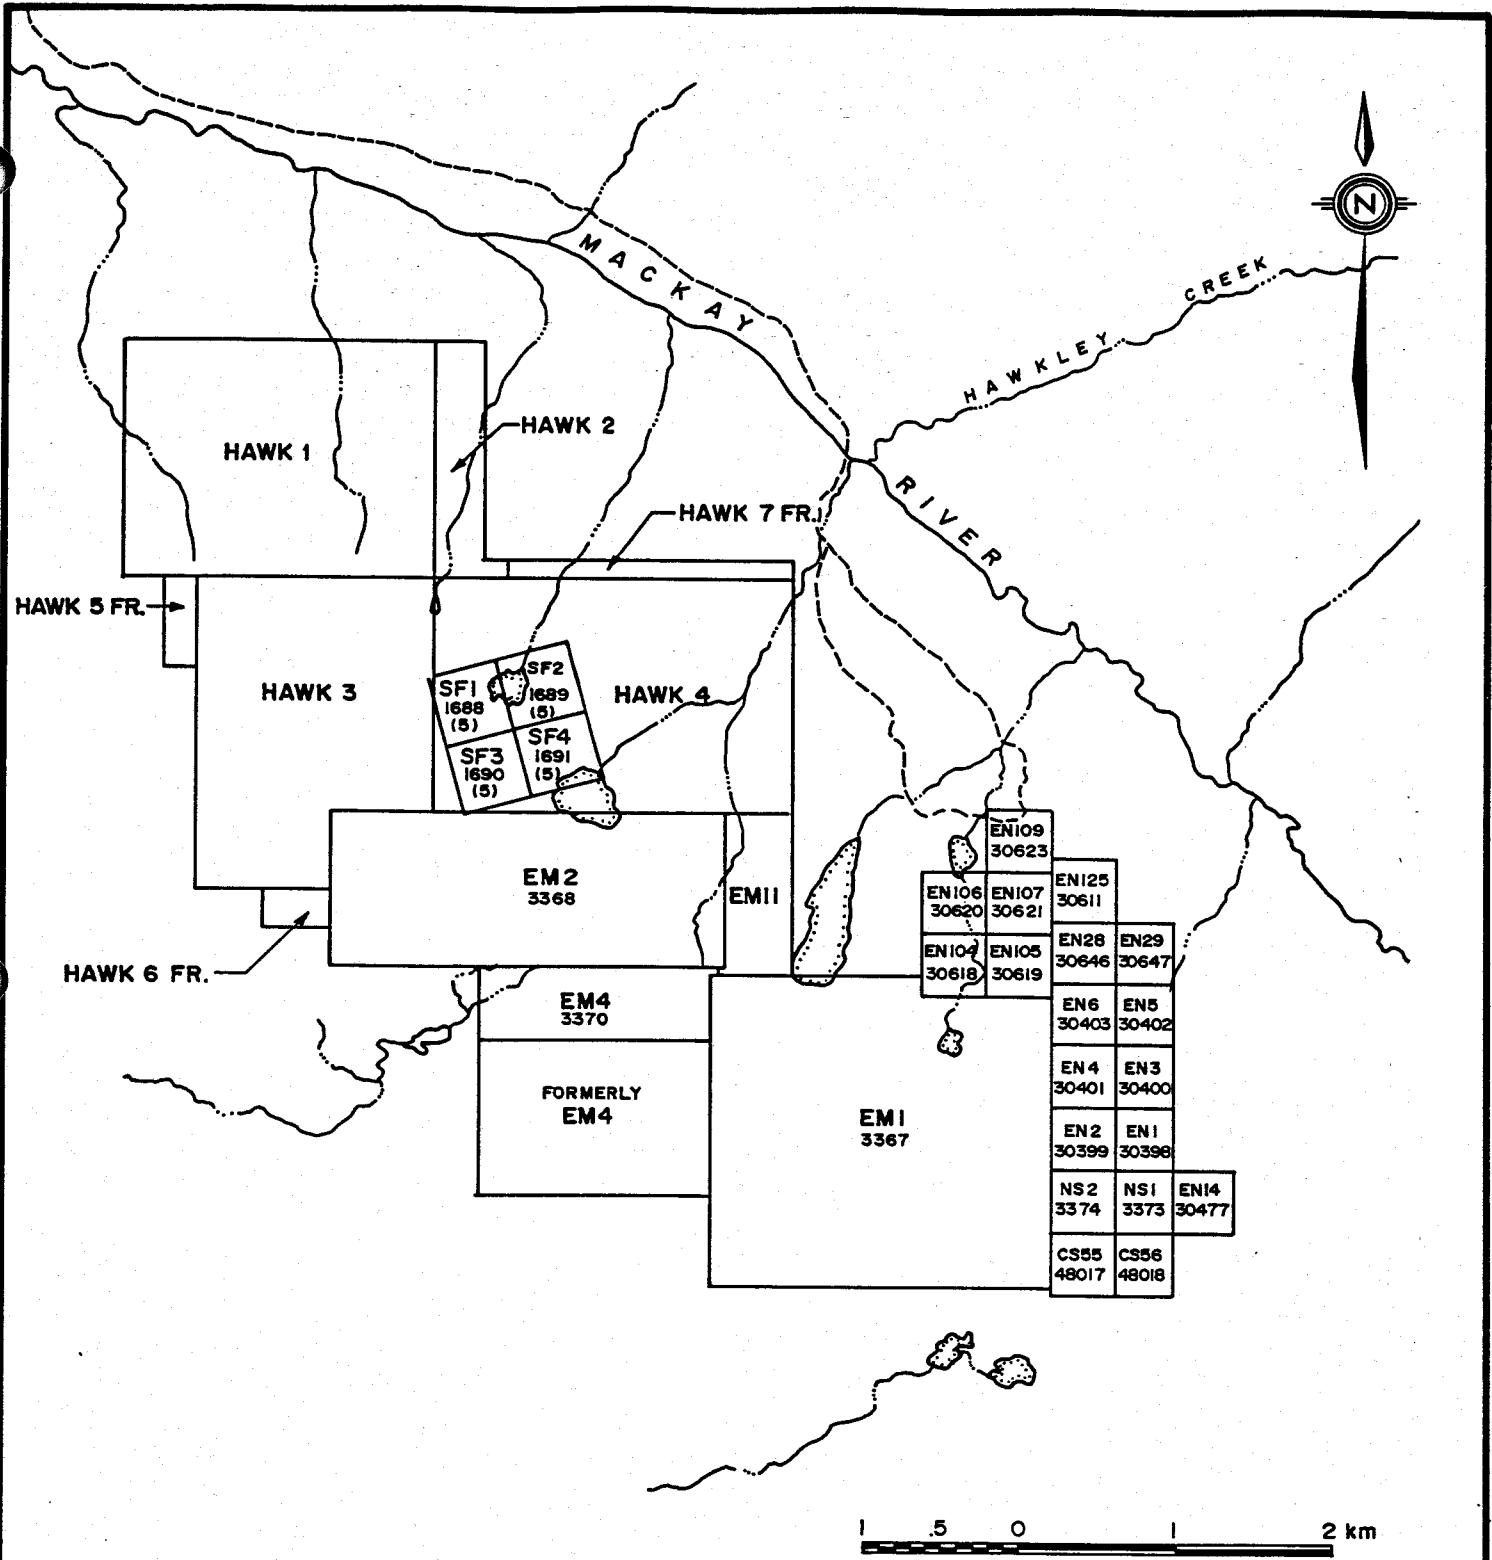 N
MACKAY
RIVER
HAWKLEY CREEK
HAWK 1
HAWK 2
HAWK 7 FR.
HAWK 5 FR.
HAWK 3
SF1
1688
(5)
SF2
1689
(5)
HAWK 4
SF3
1690
(5)
SF4
1691
(5)
EM2
3368
EM11
HAWK 6 FR.
EN109
30623
EN106
30620
EN107
30621
EN125
30611
EN104
30618
EN105
30619
EN28
30646
EN29
30647
EM4
3370
EN6
30403
EN5
30402
FORMERLY
EM4
EM1
3367
EN4
30401
EN3
30400
EN2
30399
EN1
30398
NS2
3374
NS1
3373
EN14
30477
CS55
48017
CS56
48018
1 .5 0 1 2 km